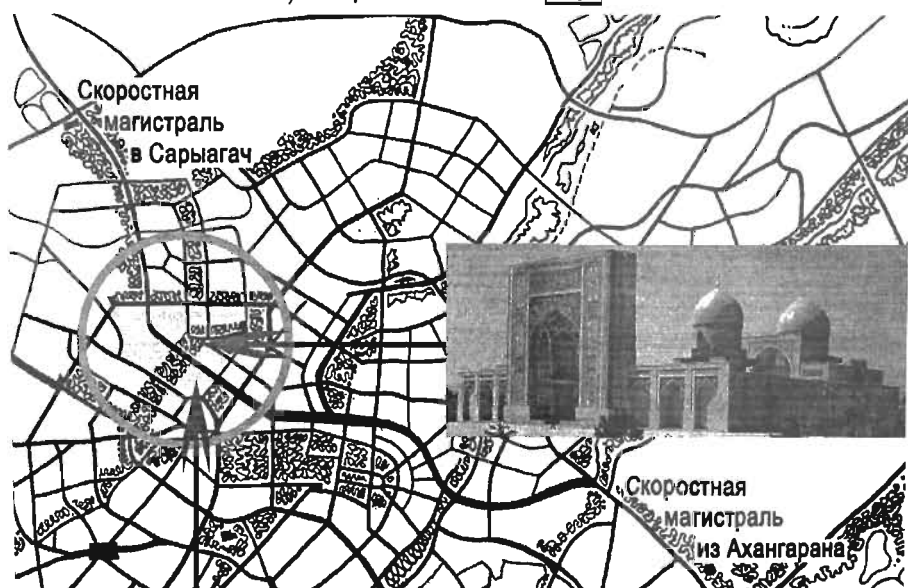 Скоростная
магистраль
в Сарыагач
Скоростная
магистраль
из Ахангарана